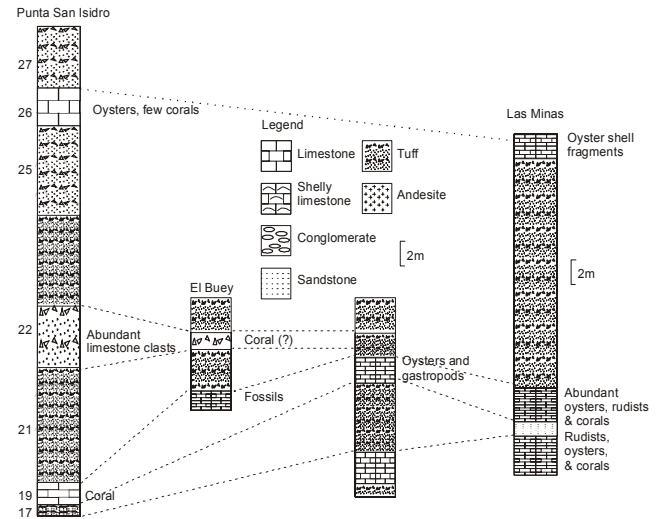 Punta San Isidro
27
26
Oysters, few corals
25
22
Abundant
limestone clasts
21
19
Coral
17
Legend
Limestone
Tuff
Shelly
limestone
Andesite
Conglomerate
Sandstone
2m
El Buey
Coral (?)
Fossils
Oysters and
gastropods
Las Minas
Oyster shell
fragments
2m
Abundant
oysters, rudists
& corals
Rudists,
oysters,
& corals